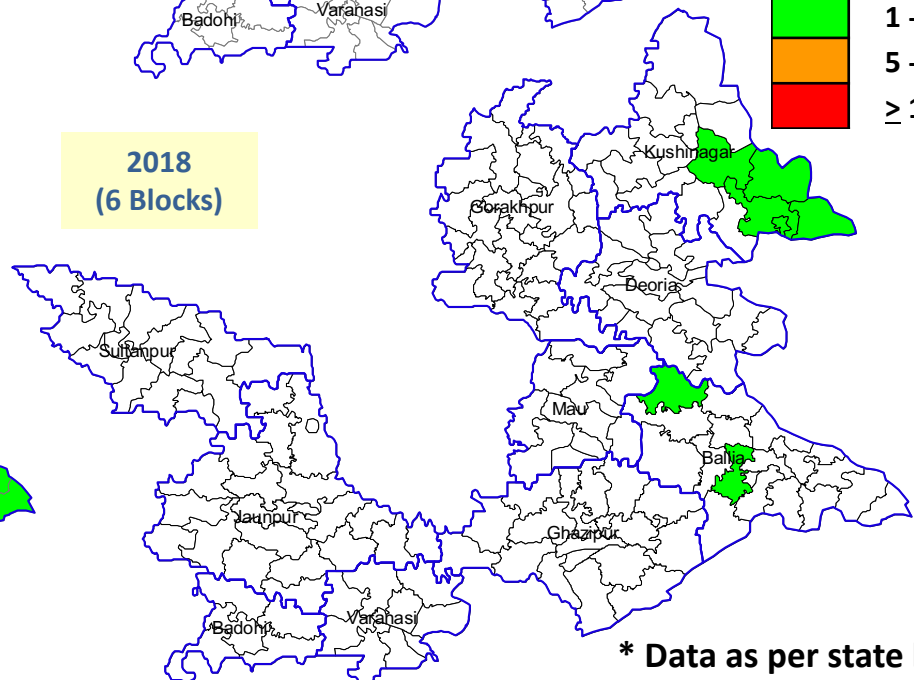 Badohi
Varanasi
1 -
5 -
≥ 1
2018
(6 Blocks)
Kushinagar
Gorakhpur
Deoria
Sultanpur
Mau
Ballia
Jaunpur
Ghazipur
Badohi
Varanasi
* Data as per state